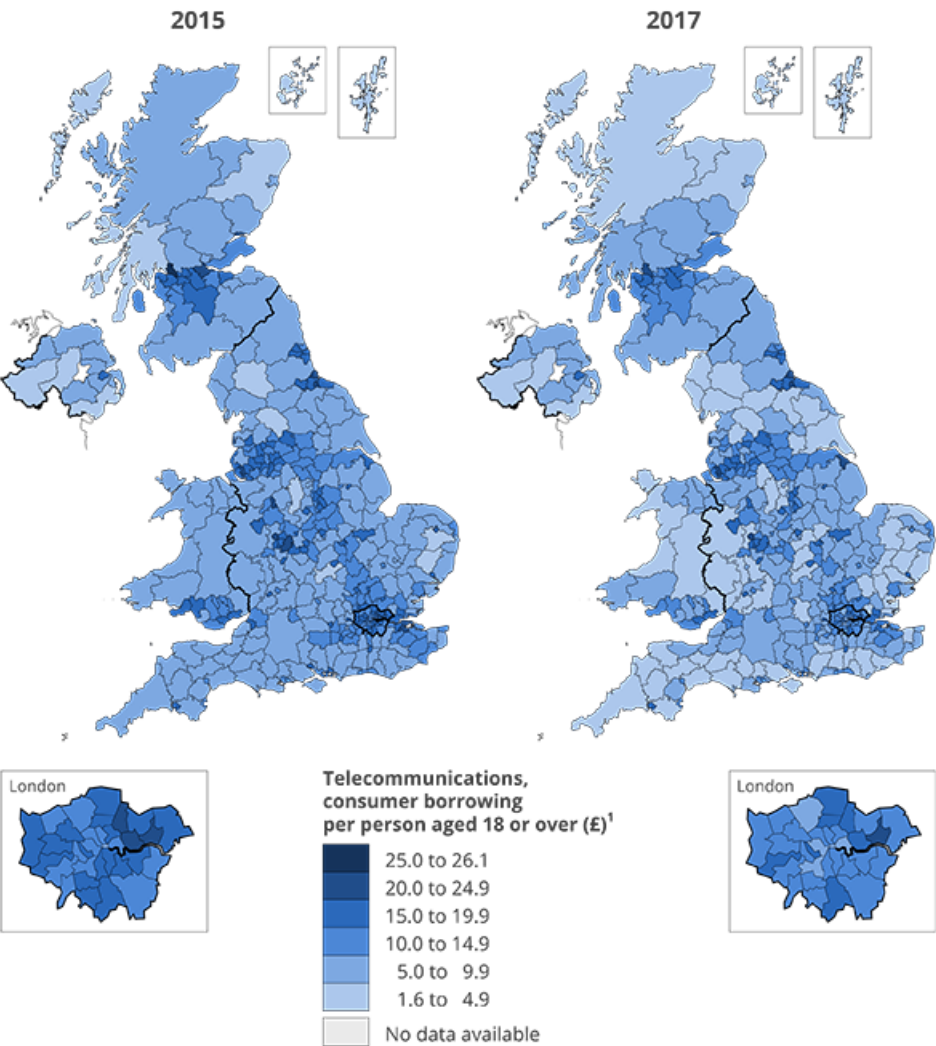 2015
2017
London
London
Telecommunications,
consumer borrowing
per person aged 18 or over (£)¹
25.0 to 26.1
20.0 to 24.9
15.0 to 19.9
10.0 to 14.9
5.0 to 9.9
1.6 to 4.9
No data available